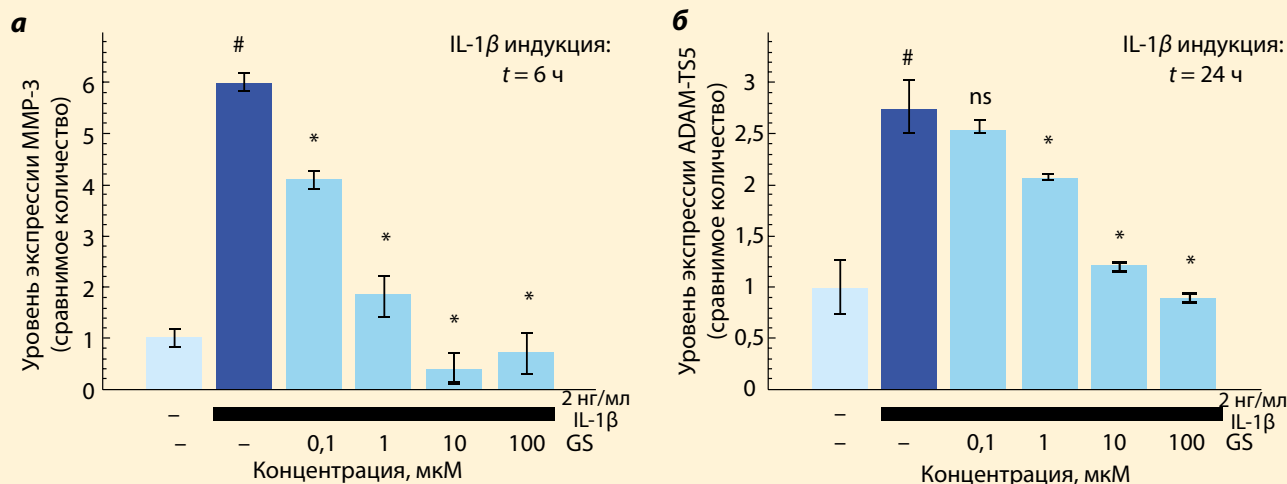 а
Уровень экспрессии MMP-3
(сравнимое количество)
6
5
4
3
2
1
0
IL-1β индукция:
t = 6 ч
#
*
*
*
*
2 нг/мл
– IL-1β
– – 0,1 1 10 100 GS
Концентрация, мкМ
б
Уровень экспрессии ADAM-TS5
(сравнимое количество)
3
2,5
2
1,5
1
0,5
0
IL-1β индукция:
t = 24 ч
#
ns
*
*
*
2 нг/мл
– IL-1β
– – 0,1 1 10 100 GS
Концентрация, мкМ